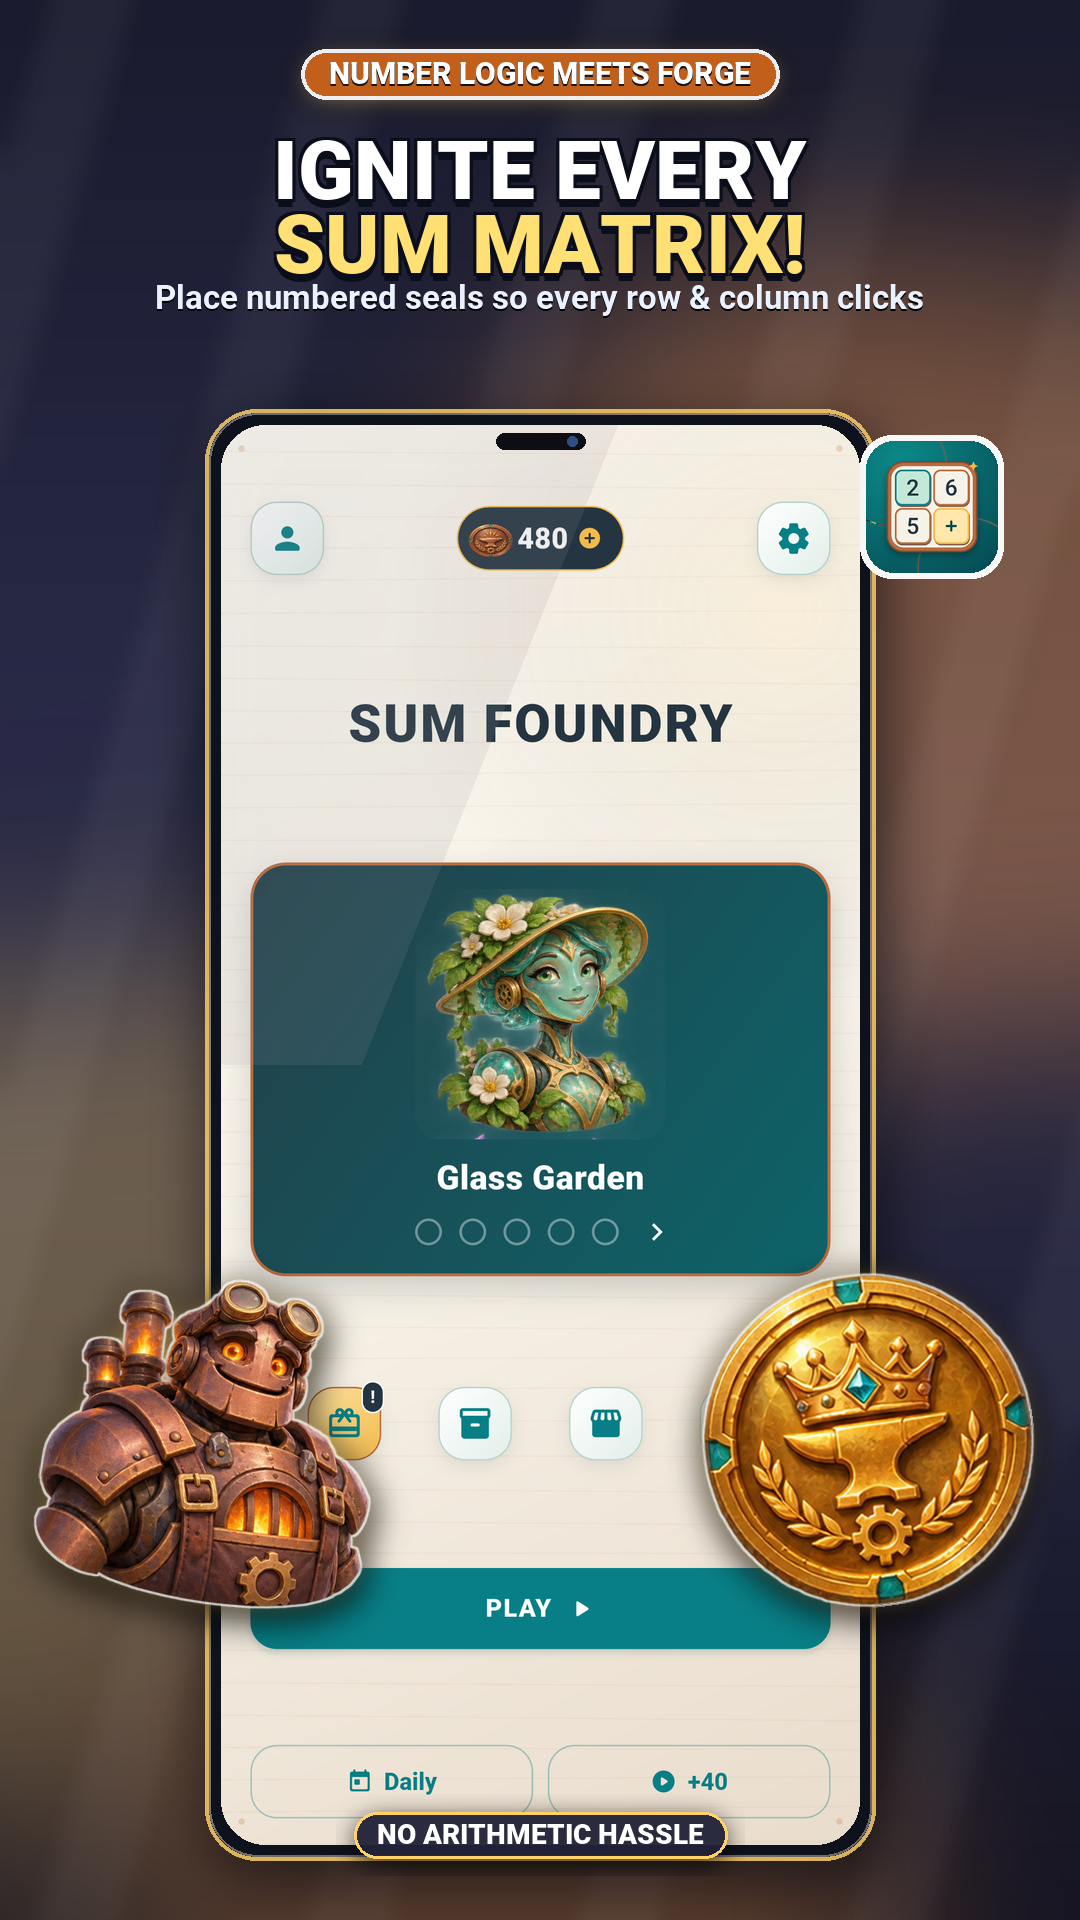 NUMBER LOGIC MEETS FORGE
IGNITE EVERY
SUM MATRIX!
Place numbered seals so every row & column clicks
480 +
2 6
5 +
SUM FOUNDRY
Glass Garden
!
PLAY
Daily
+40
NO ARITHMETIC HASSLE